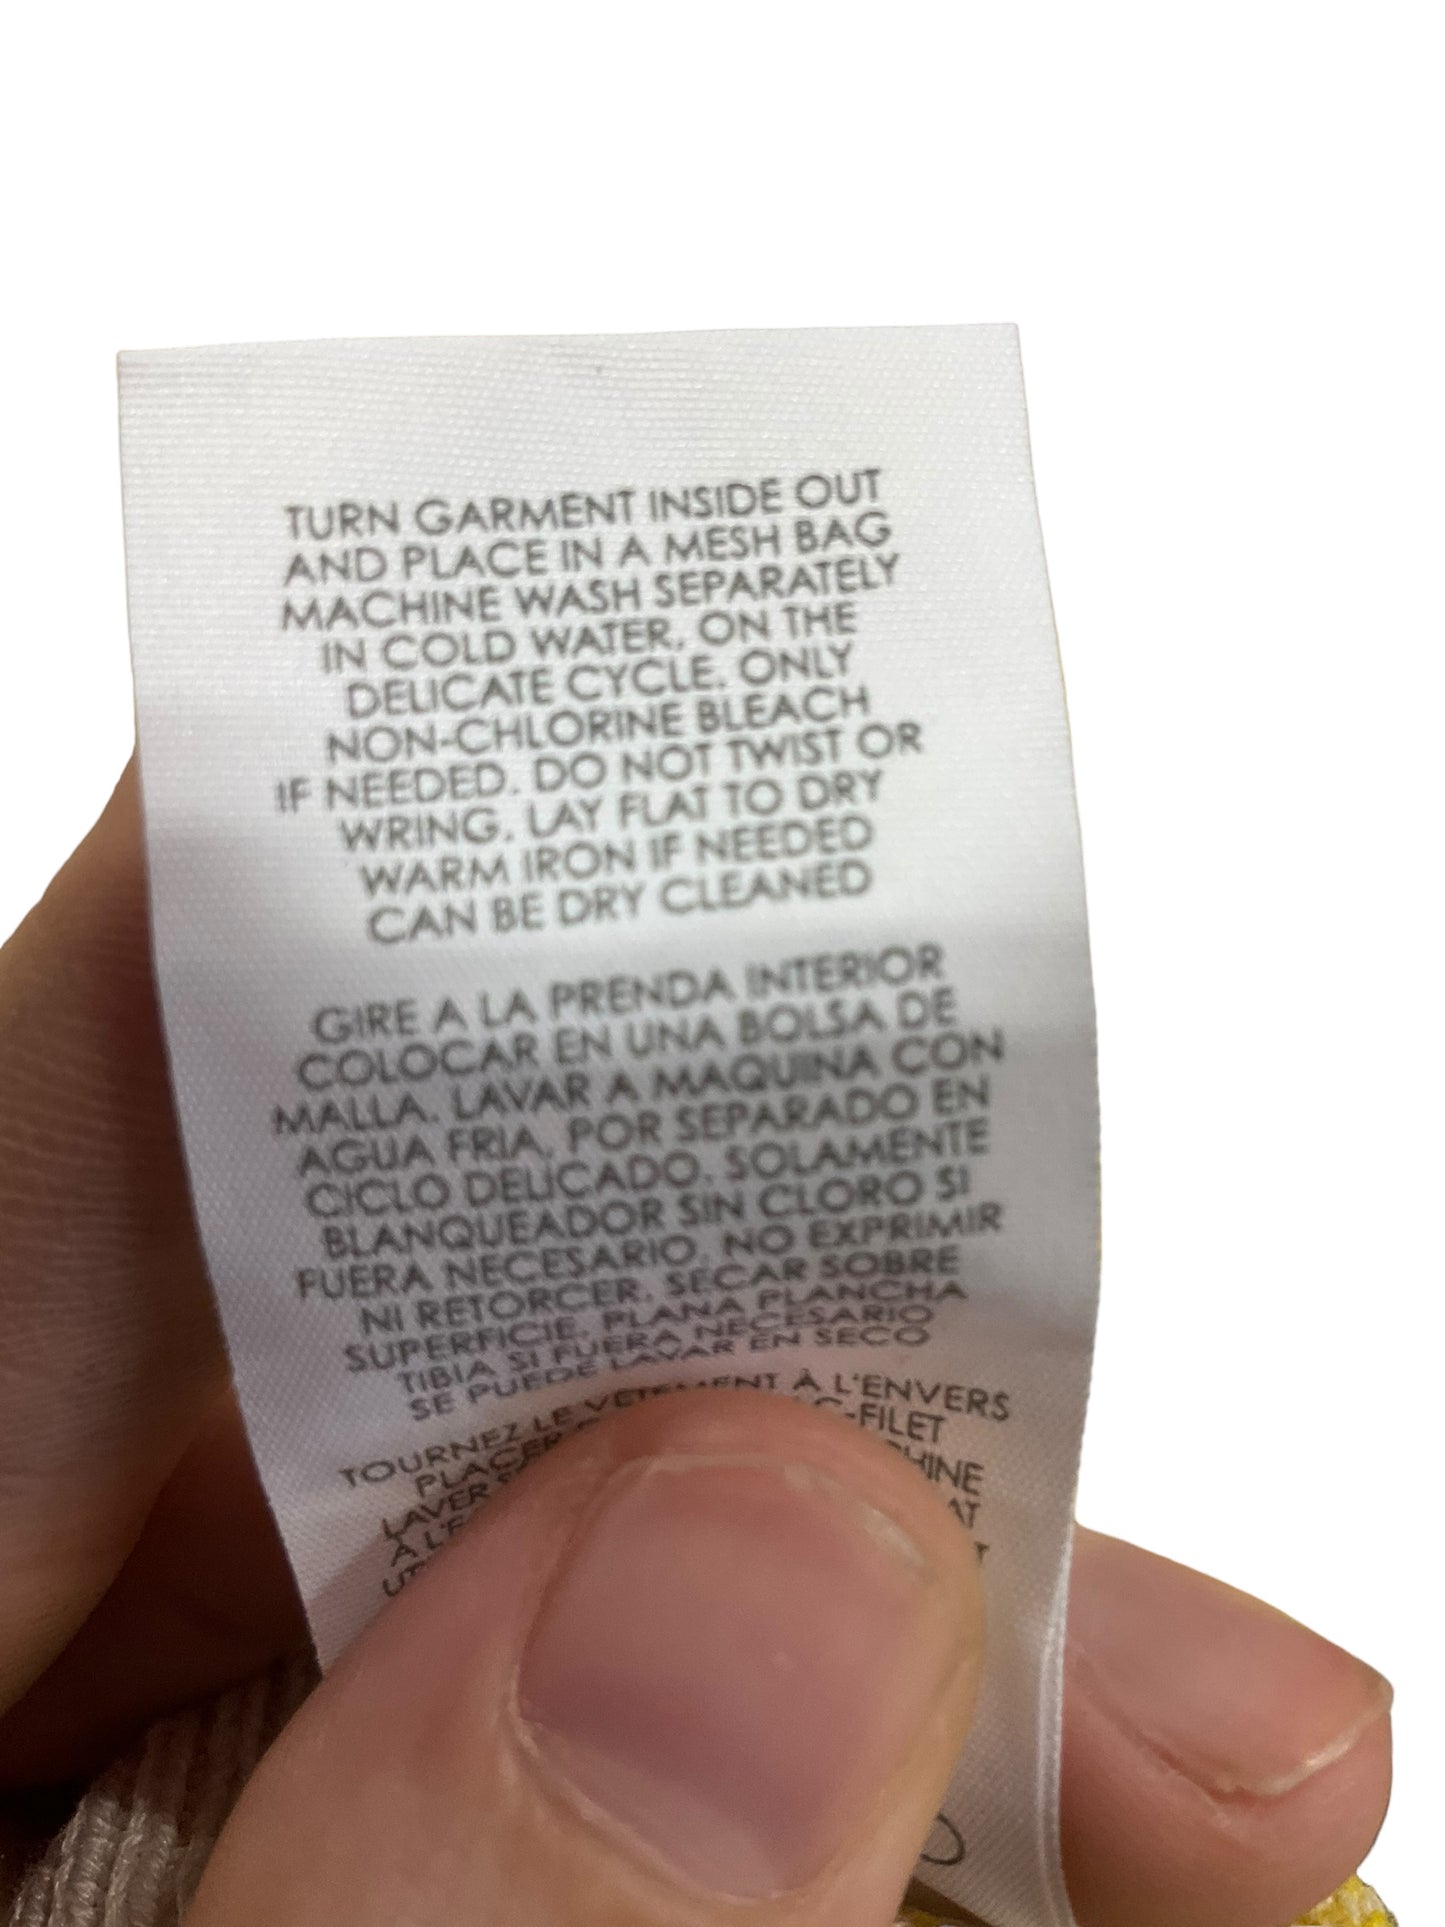 TURN GARMENT INSIDE OUT
AND PLACE IN A MESH BAG
MACHINE WASH SEPARATELY
IN COLD WATER, ON THE
DELICATE CYCLE. ONLY
NON-CHLORINE BLEACH
IF NEEDED. DO NOT TWIST OR
WRING. LAY FLAT TO DRY
WARM IRON IF NEEDED
CAN BE DRY CLEANED
GIRE A LA PRENDA INTERIOR
COLOCAR EN UNA BOLSA DE
MALLA. LAVAR A MAQUINA CON
AGUA FRIA, POR SEPARADO EN
CICLO DELICADO. SOLAMENTE
BLANQUEADOR SIN CLORO SI
FUERA NECESARIO. NO EXPRIMIR
NI RETORCER. SECAR SOBRE
SUPERFICIE. PLANA PLANCHA
TIBIA SI FUERA NECESARIO
SE PUEDE LAVAR EN SECO
TOURNEZ LE VÊTEMENT À L'ENVERS
PLACER -FILET
LAVER
À